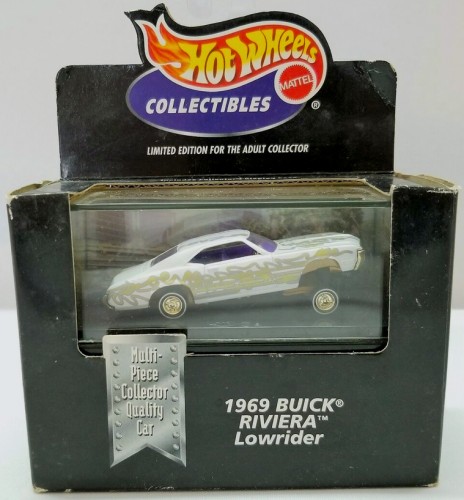 Hot Wheels
MATTEL
®
COLLECTIBLES
LIMITED EDITION FOR THE ADULT COLLECTOR
Multi-
Piece
Collector
Quality
Car
1969 BUICK®
RIVIERA™
Lowrider